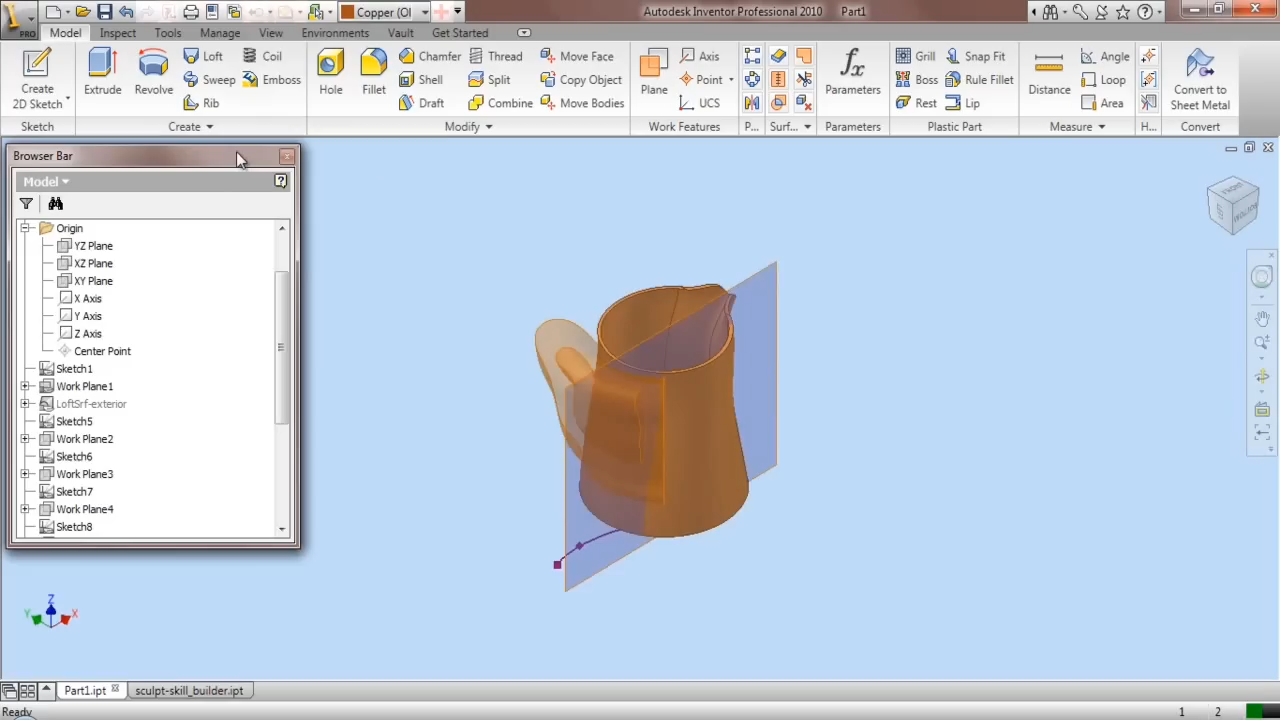 Copper (Ol
Autodesk Inventor Professional 2010 Part1
PRO
Model Inspect Tools Manage View Environments Vault Get Started
Create 2D Sketch
Extrude
Revolve
Loft
Sweep
Rib
Coil
Emboss
Hole
Fillet
Chamfer
Shell
Draft
Thread
Split
Combine
Move Face
Copy Object
Move Bodies
Plane
Axis
Point
UCS
fx
Parameters
Grill
Boss
Rest
Snap Fit
Rule Fillet
Lip
Distance
Angle
Loop
Area
Convert to Sheet Metal
Sketch Create Modify Work Features P... Surf... Parameters Plastic Part Measure H... Convert
Browser Bar
Model
Origin
YZ Plane
XZ Plane
XY Plane
X Axis
Y Axis
Z Axis
Center Point
Sketch1
Work Plane1
LoftSrf-exterior
Sketch5
Work Plane2
Sketch6
Work Plane3
Sketch7
Work Plane4
Sketch8
FRONT
Z
Y X
Part1.ipt sculpt-skill_builder.ipt
Ready 1 2